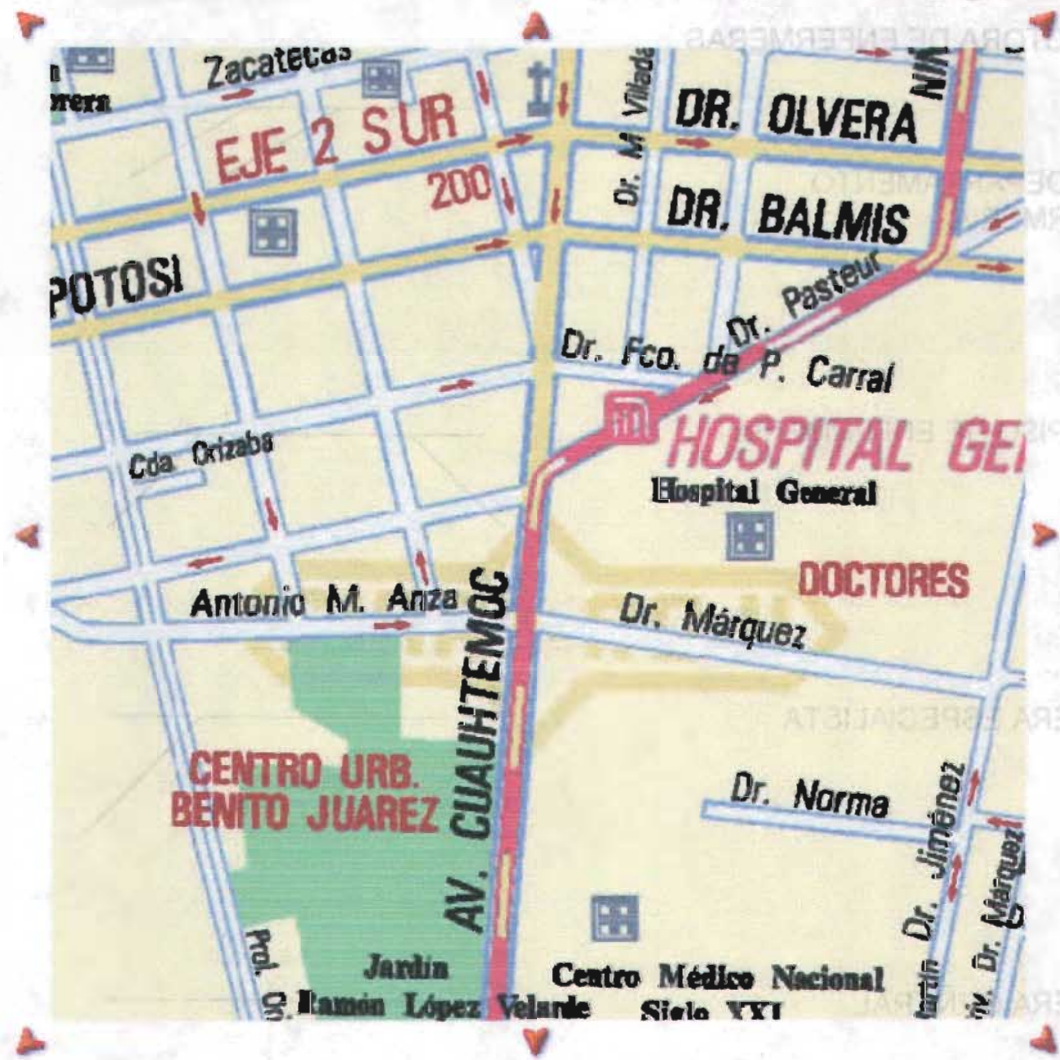 Zacatecas
EJE 2 SUR
200
Dr. M Villada
DR. OLVERA
DR. BALMIS
POTOSI
Dr. Pasteur
Dr. Fco. de P. Carral
HOSPITAL GE
Hospital General
Cda Orizaba
DOCTORES
Antonio M. Anza
Dr. Márquez
AV. CUAUHTEMOC
CENTRO URB.
BENITO JUAREZ
Dr. Norma
Dr. Jiménez
Dr. Márquez
Prol.
Jardín
Ramón López Velarde
Centro Médico Nacional
Siglo XXI